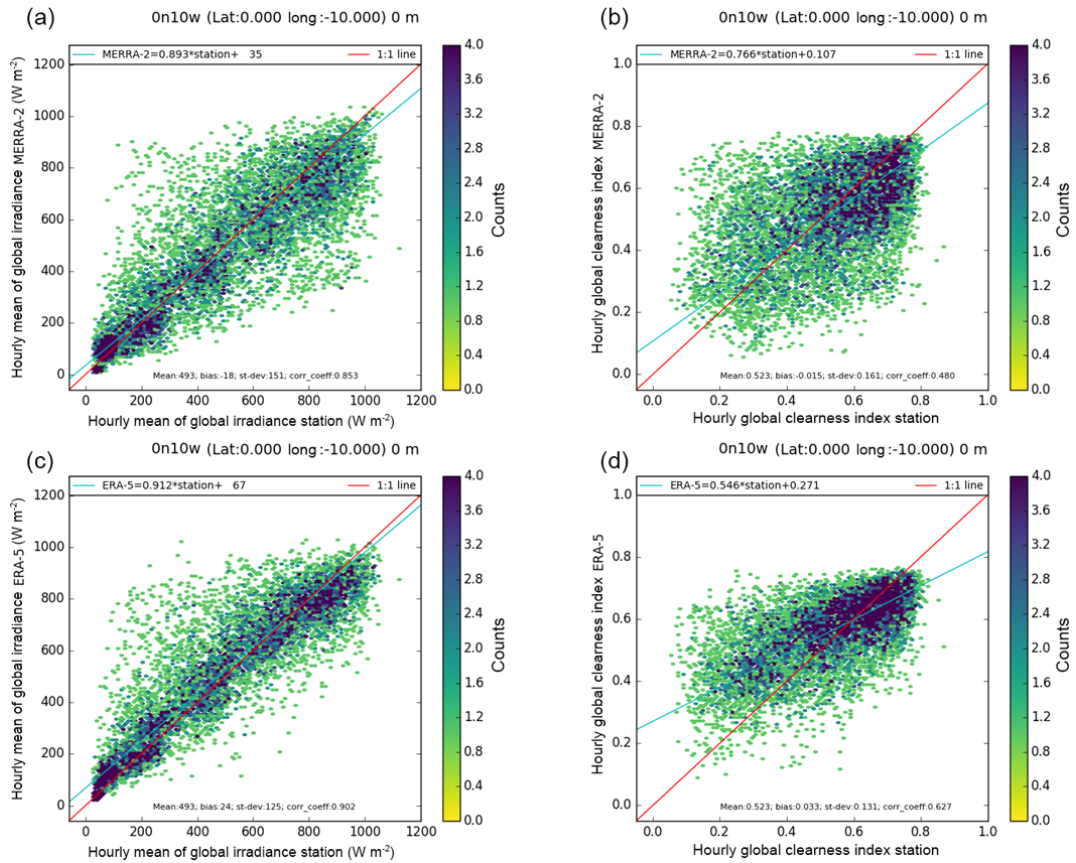 (a)
0n10w (Lat:0.000 long:-10.000) 0 m
MERRA-2=0.893*station+ 35
1:1 line
Hourly mean of global irradiance MERRA-2 (W m-2)
1200
1000
800
600
400
200
0
Mean:493; bias:-18; st-dev:151; corr_coeff:0.853
0 200 400 600 800 1000 1200
Hourly mean of global irradiance station (W m-2)
4.0
3.6
3.2
2.8
2.4
2.0
1.6
1.2
0.8
0.4
0.0
Counts
(b)
0n10w (Lat:0.000 long:-10.000) 0 m
MERRA-2=0.766*station+0.107
1:1 line
Hourly global clearness index MERRA-2
1.0
0.8
0.6
0.4
0.2
0.0
Mean:0.523; bias:-0.015; st-dev:0.161; corr_coeff:0.480
0.0 0.2 0.4 0.6 0.8 1.0
Hourly global clearness index station
4.0
3.6
3.2
2.8
2.4
2.0
1.6
1.2
0.8
0.4
0.0
Counts
(c)
0n10w (Lat:0.000 long:-10.000) 0 m
ERA-5=0.912*station+ 67
1:1 line
Hourly mean of global irradiance ERA-5 (W m-2)
1200
1000
800
600
400
200
0
Mean:493; bias:24; st-dev:125; corr_coeff:0.902
0 200 400 600 800 1000 1200
Hourly mean of global irradiance station (W m-2)
4.0
3.6
3.2
2.8
2.4
2.0
1.6
1.2
0.8
0.4
0.0
Counts
(d)
0n10w (Lat:0.000 long:-10.000) 0 m
ERA-5=0.546*station+0.271
1:1 line
Hourly global clearness index ERA-5
1.0
0.8
0.6
0.4
0.2
0.0
Mean:0.523; bias:0.033; st-dev:0.131; corr_coeff:0.627
0.0 0.2 0.4 0.6 0.8 1.0
Hourly global clearness index station
4.0
3.6
3.2
2.8
2.4
2.0
1.6
1.2
0.8
0.4
0.0
Counts